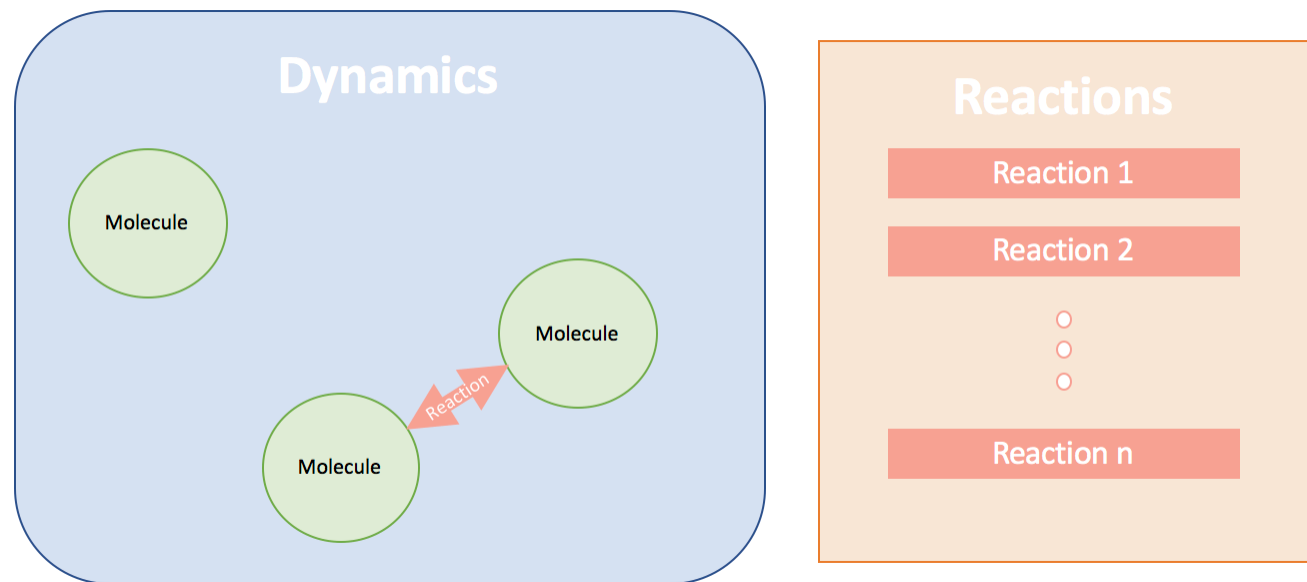 Dynamics
Molecule
Molecule
Reaction
Molecule
Reactions
Reaction 1
Reaction 2
Reaction n